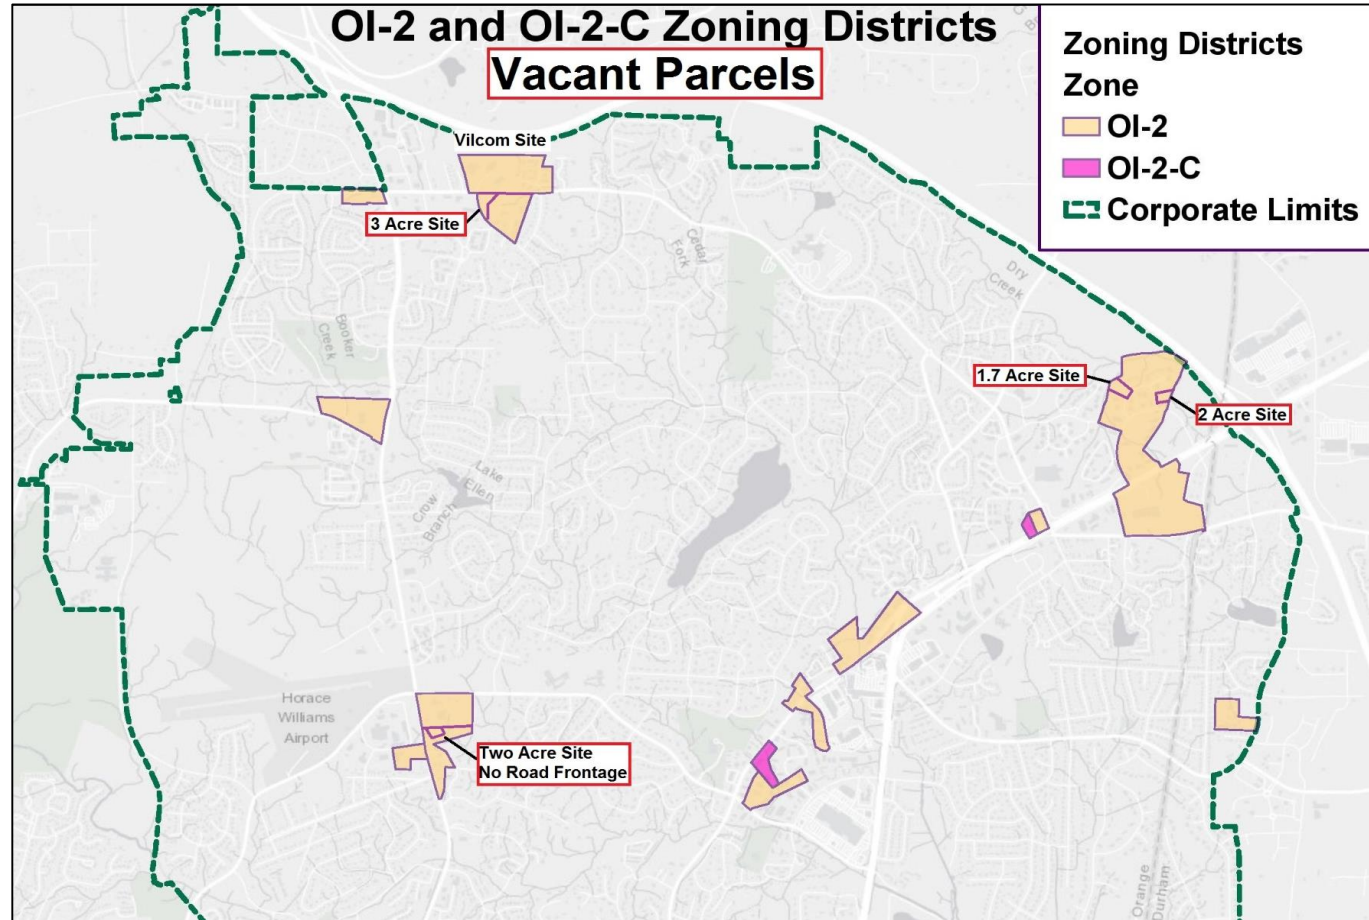 OI-2 and OI-2-C Zoning Districts
Vacant Parcels
Zoning Districts
Zone
OI-2
OI-2-C
Corporate Limits
Vilcom Site
3 Acre Site
Cedar
Fork
Dry
Creek
Booker
Creek
1.7 Acre Site
2 Acre Site
Lake
Ellen
Crow
Branch
Horace
Williams
Airport
Two Acre Site
No Road Frontage
Orange